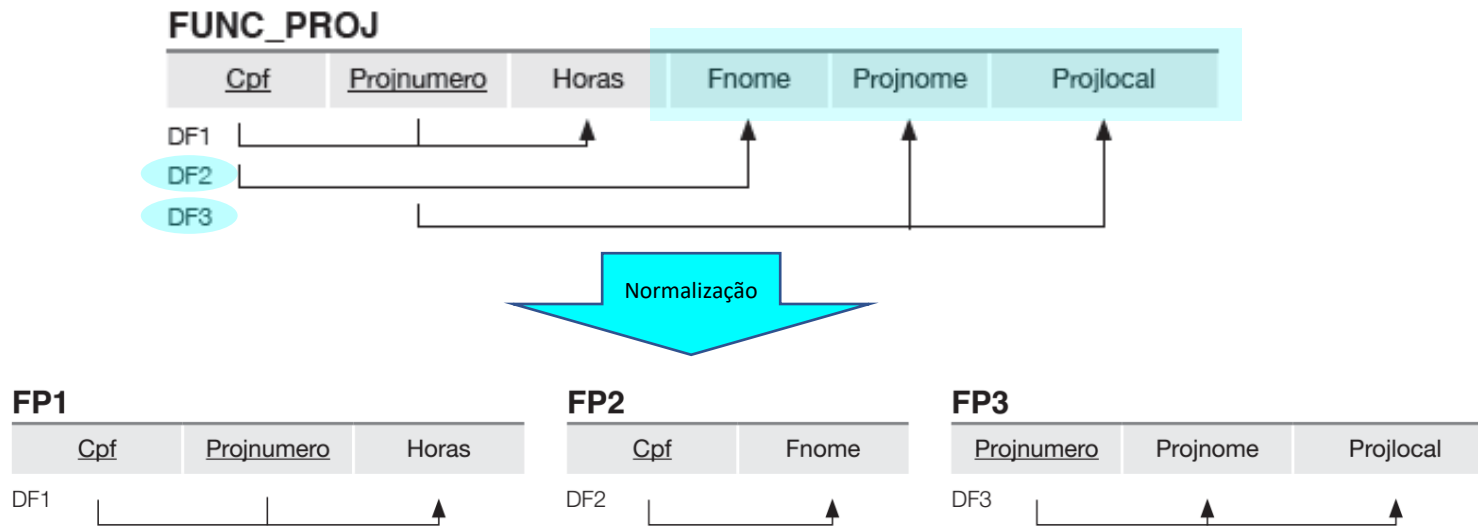 FUNC_PROJ
Cpf Projnumero Horas Fnome Projnome Projlocal
DF1
DF2
DF3
Normalização
FP1 FP2 FP3
Cpf Projnumero Horas Cpf Fnome Projnumero Projnome Projlocal
DF1 DF2 DF3